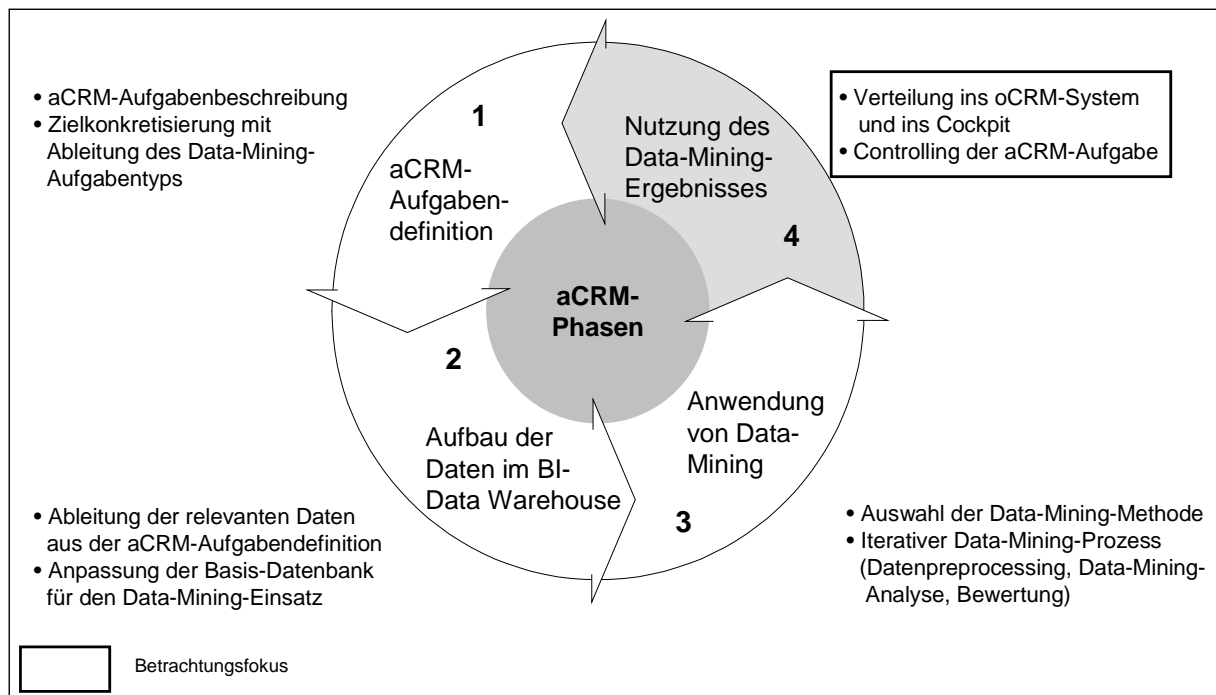 • aCRM-Aufgabenbeschreibung
• Zielkonkretisierung mit
Ableitung des Data-Mining-
Aufgabentyps
1
aCRM-
Aufgaben-
definition
Nutzung des
Data-Mining-
Ergebnisses
4
• Verteilung ins oCRM-System
und ins Cockpit
• Controlling der aCRM-Aufgabe
aCRM-
Phasen
2
Aufbau der
Daten im BI-
Data Warehouse
Anwendung
von Data-
Mining
3
• Ableitung der relevanten Daten
aus der aCRM-Aufgabendefinition
• Anpassung der Basis-Datenbank
für den Data-Mining-Einsatz
• Auswahl der Data-Mining-Methode
• Iterativer Data-Mining-Prozess
(Datenpreprocessing, Data-Mining-
Analyse, Bewertung)
Betrachtungsfokus